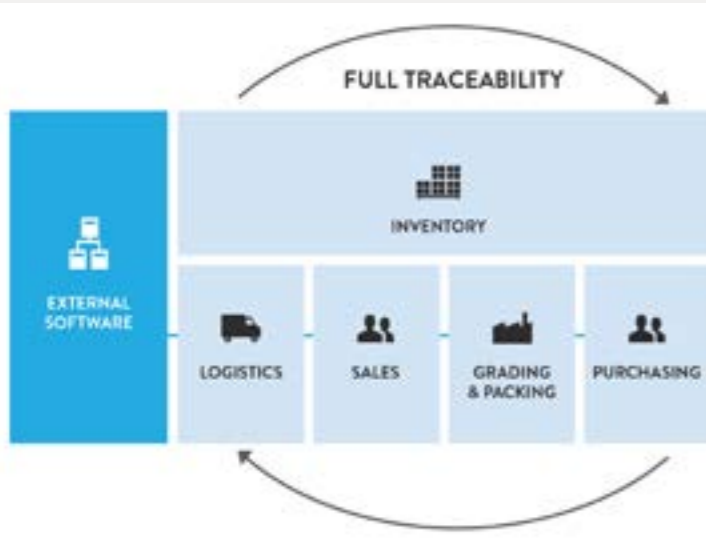 FULL TRACEABILITY
INVENTORY
EXTERNAL
SOFTWARE
LOGISTICS
SALES
GRADING
& PACKING
PURCHASING